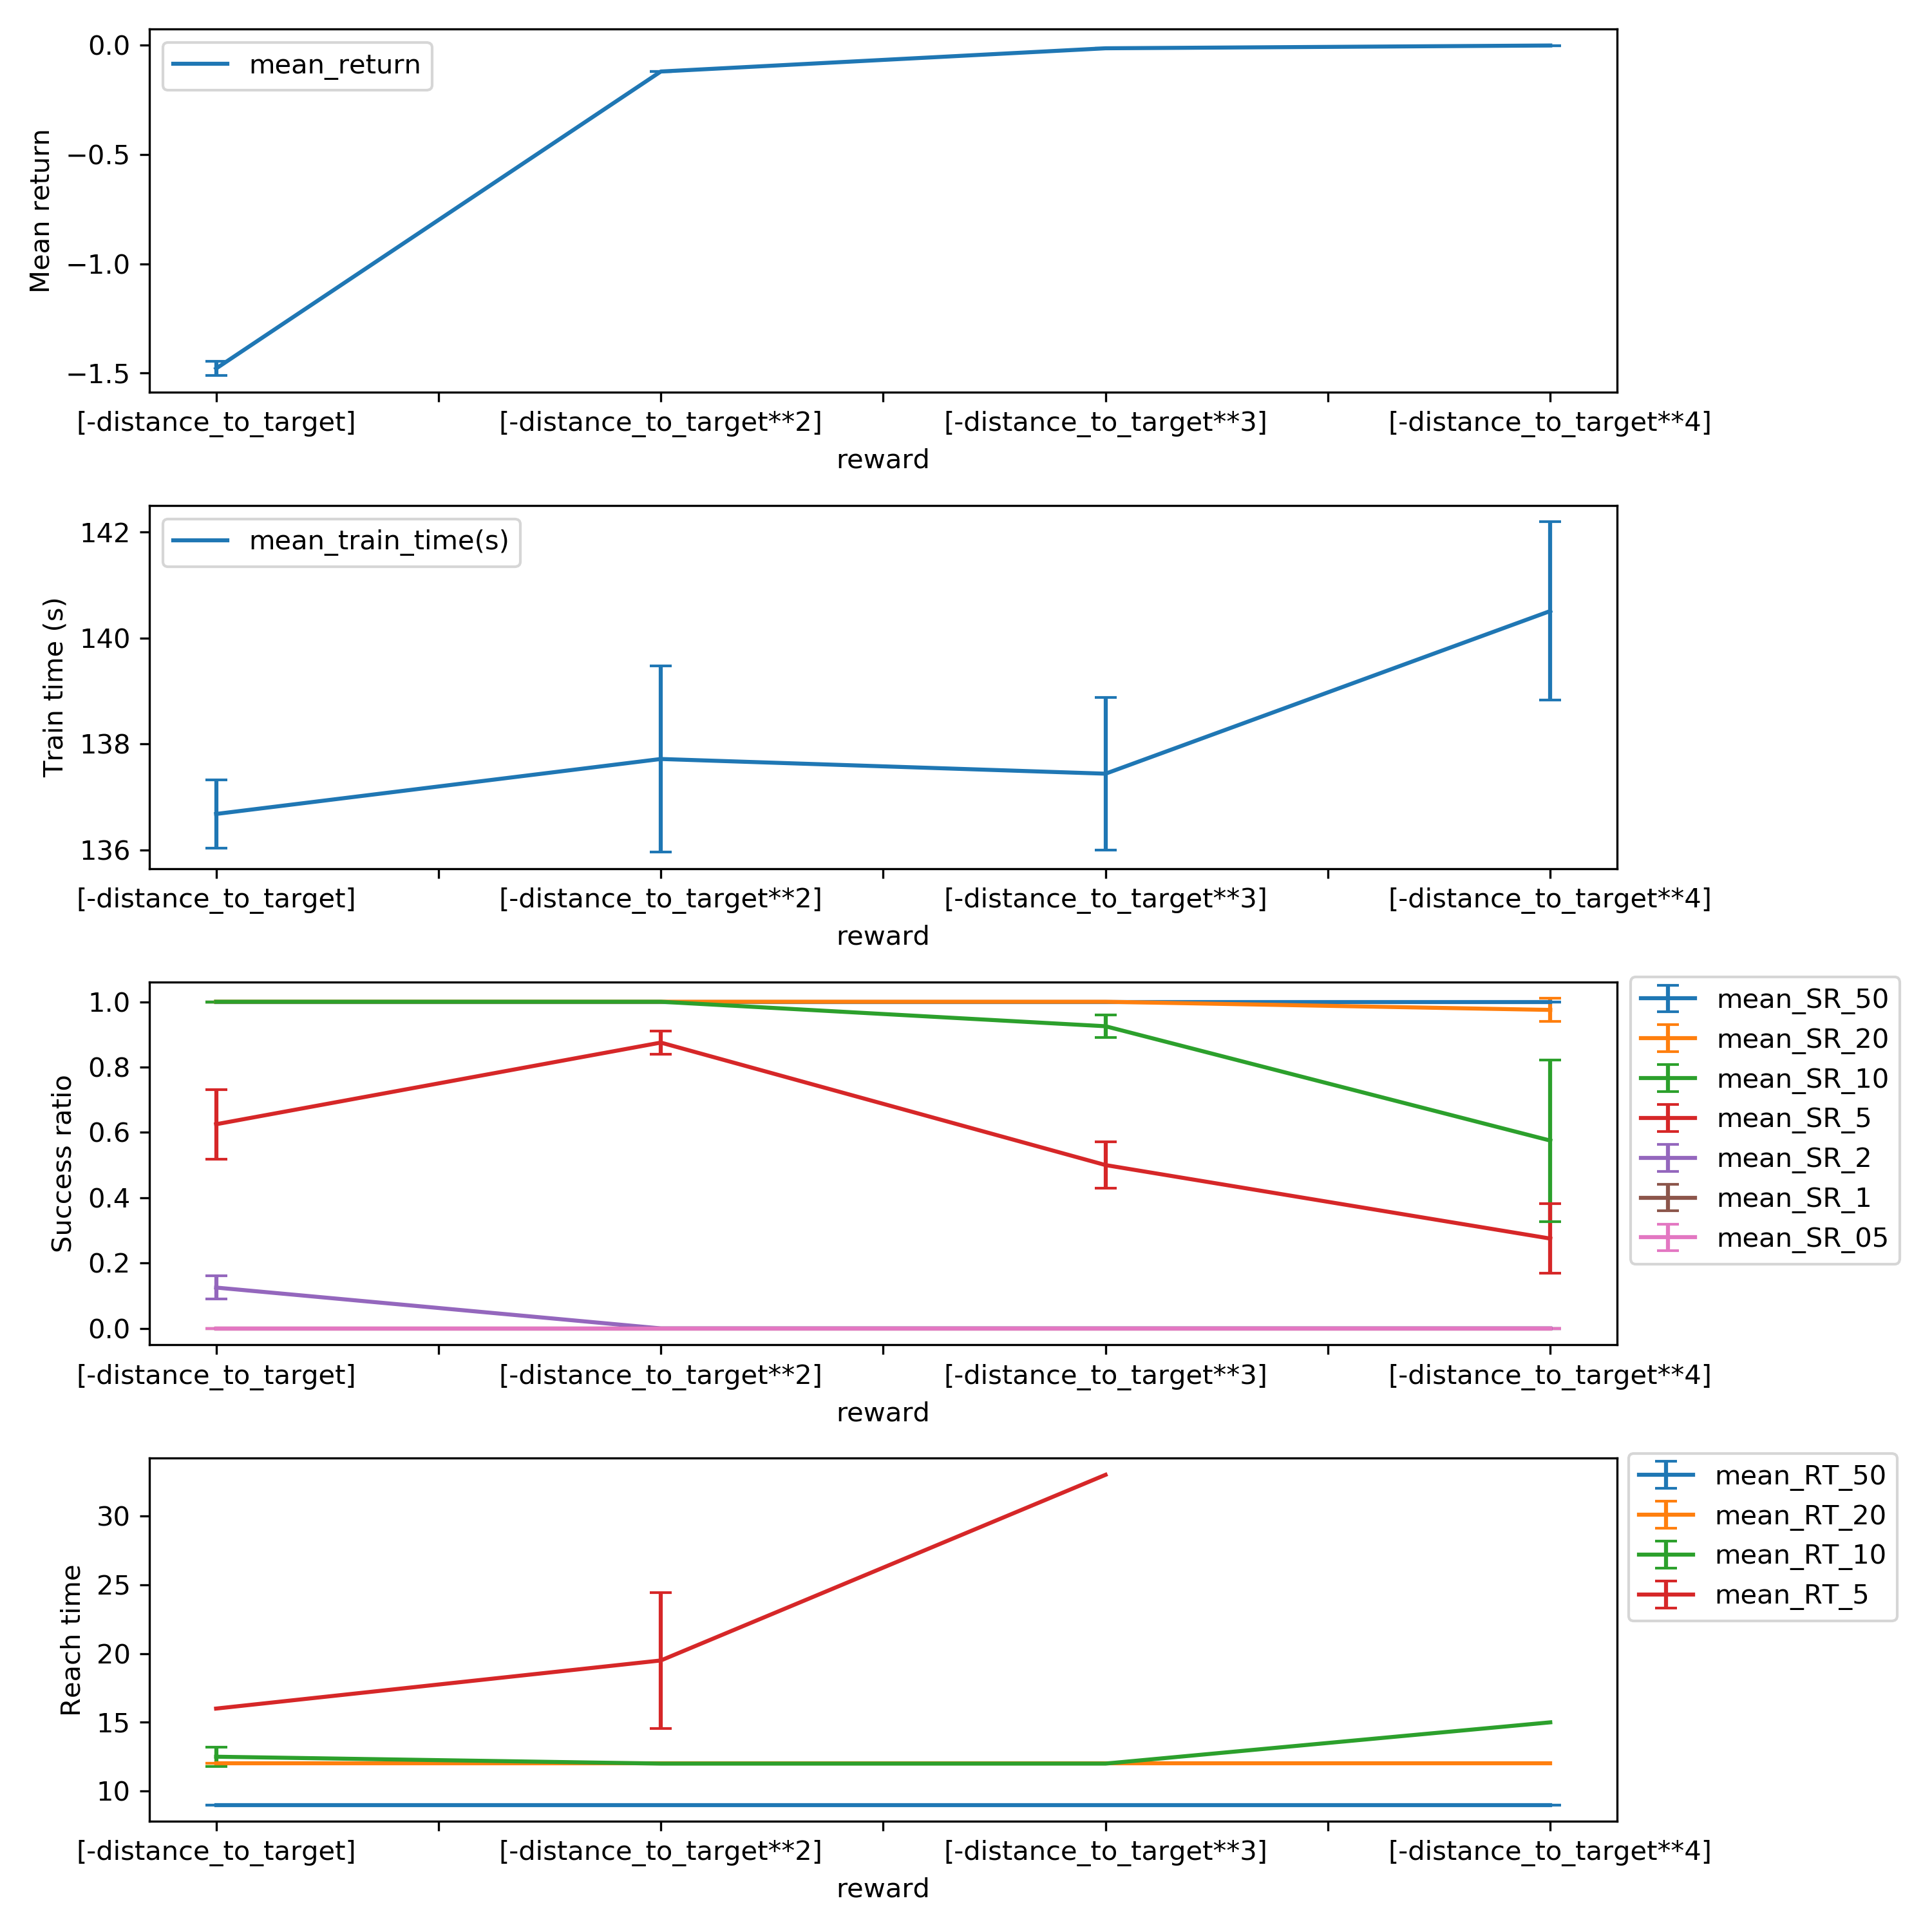 0.0
−0.5
−1.0
−1.5
Mean return
mean_return
[-distance_to_target] [-distance_to_target**2] [-distance_to_target**3] [-distance_to_target**4]
reward
142
140
138
136
Train time (s)
mean_train_time(s)
[-distance_to_target] [-distance_to_target**2] [-distance_to_target**3] [-distance_to_target**4]
reward
1.0
0.8
0.6
0.4
0.2
0.0
Success ratio
mean_SR_50
mean_SR_20
mean_SR_10
mean_SR_5
mean_SR_2
mean_SR_1
mean_SR_05
[-distance_to_target] [-distance_to_target**2] [-distance_to_target**3] [-distance_to_target**4]
reward
30
25
20
15
10
Reach time
mean_RT_50
mean_RT_20
mean_RT_10
mean_RT_5
[-distance_to_target] [-distance_to_target**2] [-distance_to_target**3] [-distance_to_target**4]
reward